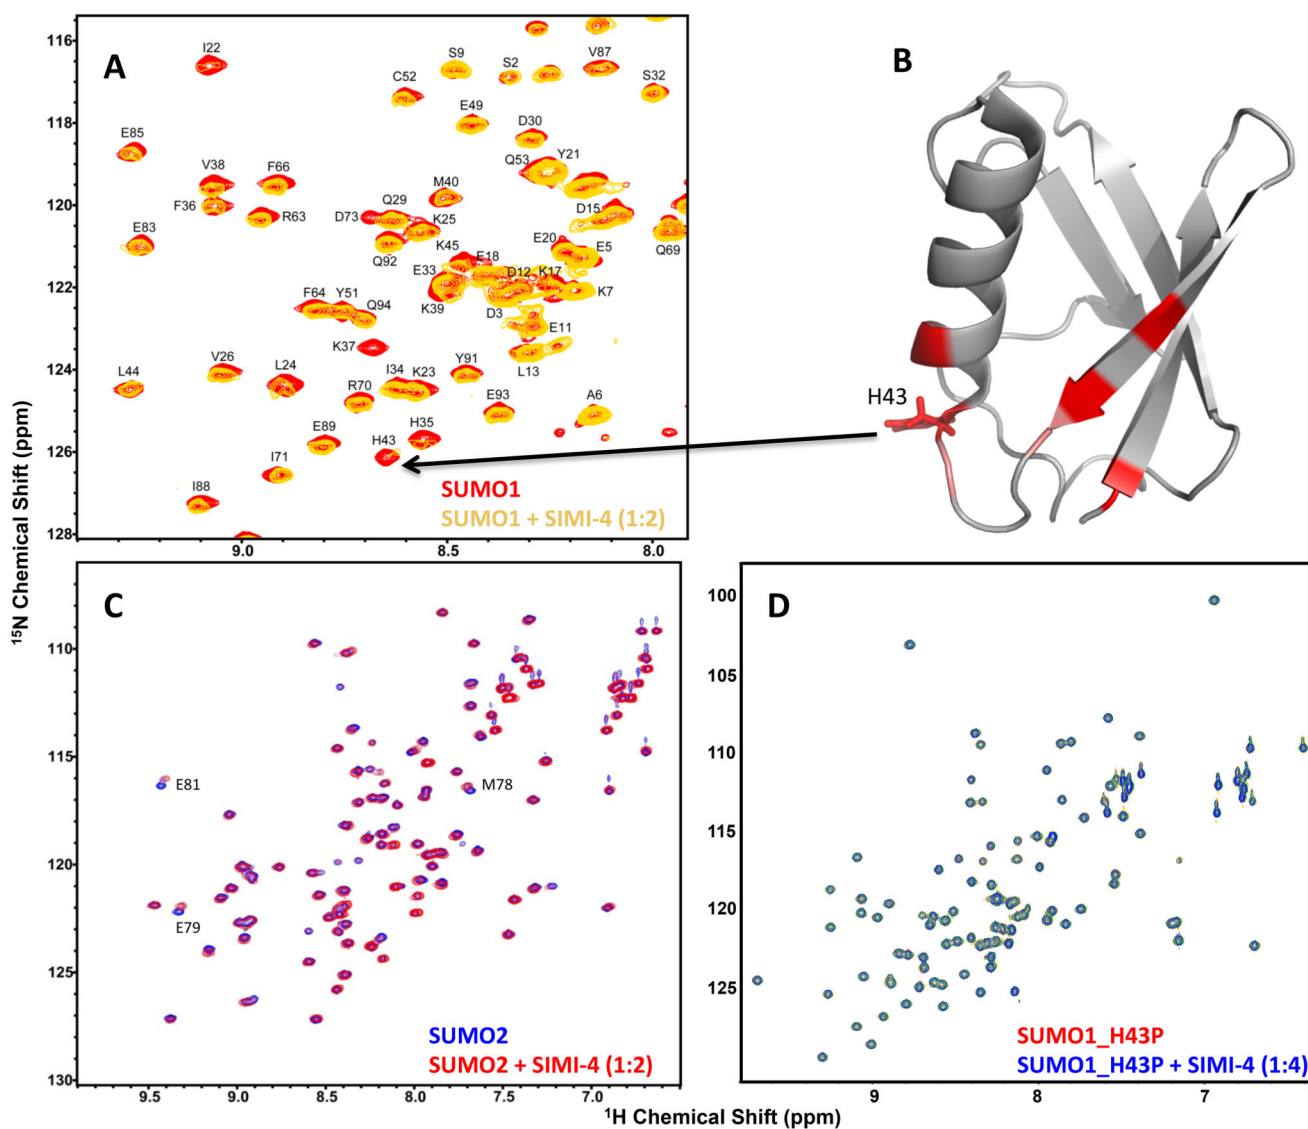 A
116
118
120
122
124
126
128
9.0
8.5
8.0
I22
S9
S2
V87
C52
S32
E49
D30
E85
Q53
Y21
V38
F66
M40
F36
R63
D73
Q29
K25
D15
E83
Q92
K45
E20
E5
Q69
E18
E33
D12
K17
K39
F64
Y51
Q94
D3
K7
K37
E11
V26
L24
Y91
L13
L44
I34
K23
R70
E93
A6
E89
H43
H35
I71
I88
SUMO1
SUMO1 + SIMI-4 (1:2)
B
H43
15N Chemical Shift (ppm)
C
110
115
120
125
130
9.5
9.0
8.5
8.0
7.5
7.0
6.5
E81
M78
E79
SUMO2
SUMO2 + SIMI-4 (1:2)
D
100
105
110
115
120
125
9
8
7
SUMO1_H43P
SUMO1_H43P + SIMI-4 (1:4)
1H Chemical Shift (ppm)